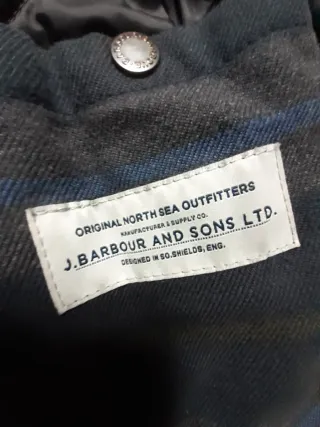 ORIGINAL NORTH SEA OUTFITTERS
MANUFACTURER & SUPPLY CO.
J. BARBOUR AND SONS LTD.
DESIGNED IN SO. SHIELDS, ENG.